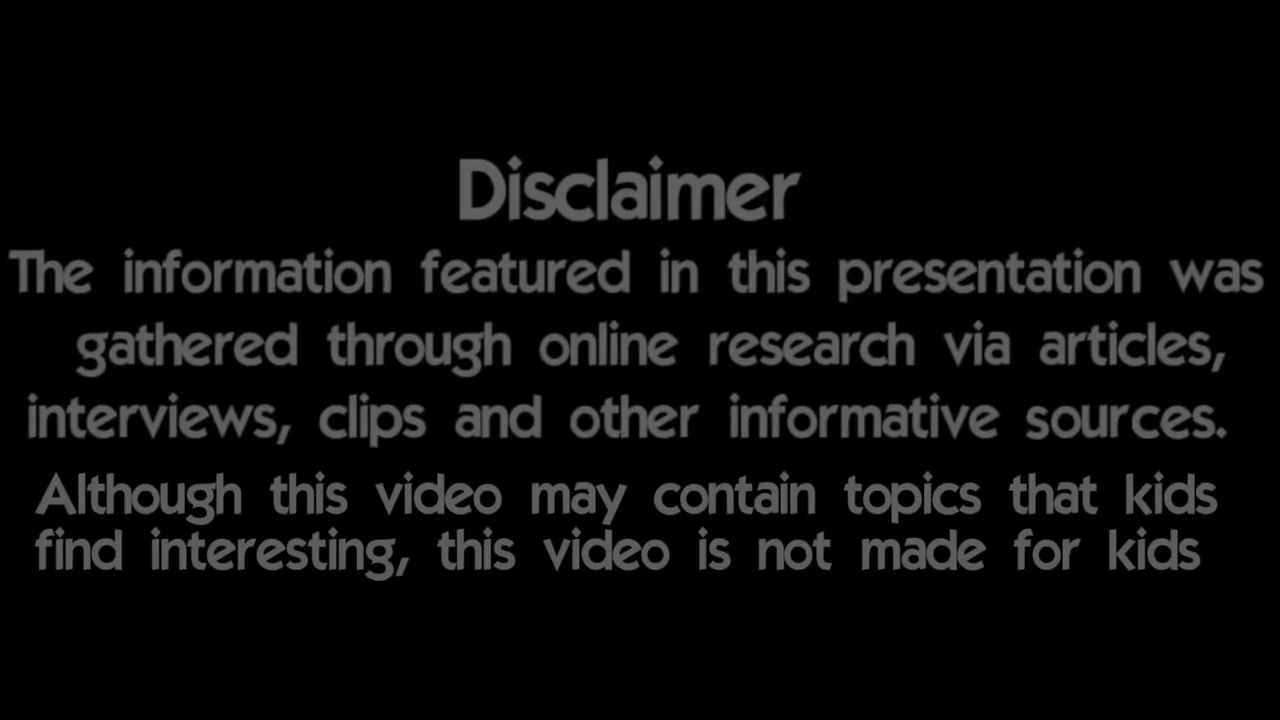 Disclaimer
The information featured in this presentation was
gathered through online research via articles,
interviews, clips and other informative sources.
Although this video may contain topics that kids
find interesting, this video is not made for kids